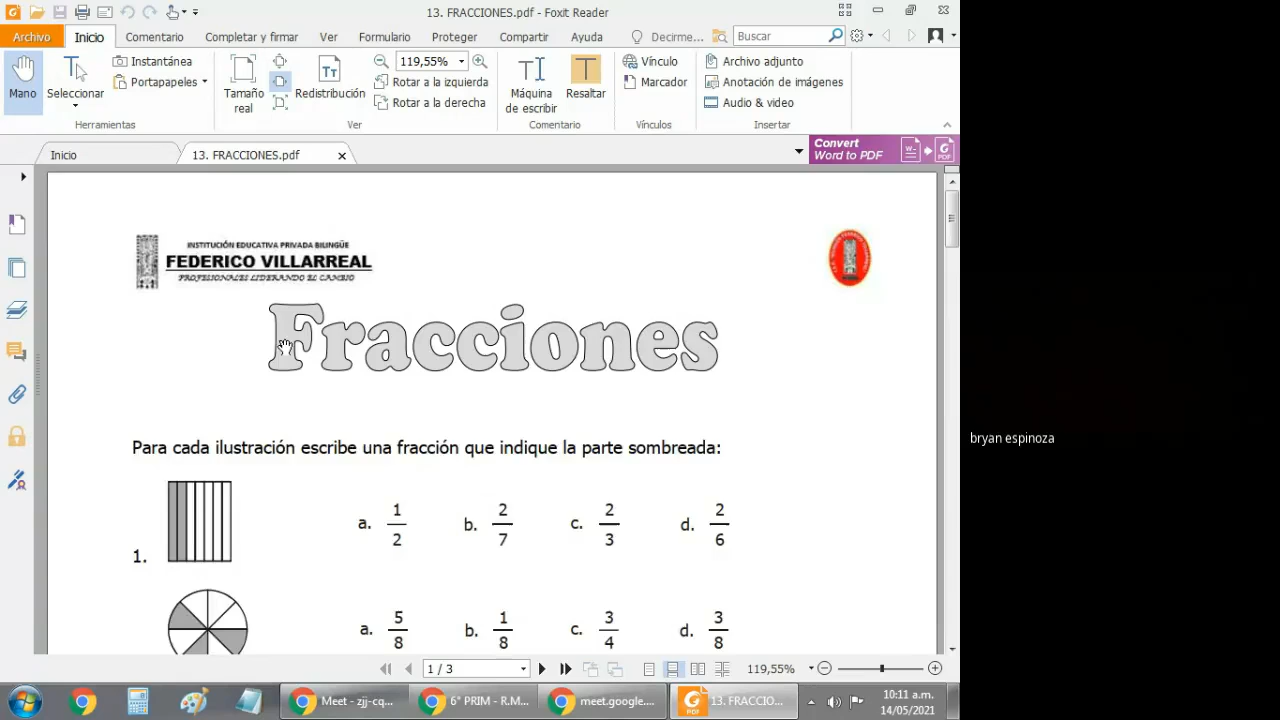 13. FRACCIONES.pdf - Foxit Reader
Archivo Inicio Comentario Completar y firmar Ver Formulario Proteger Compartir Ayuda Decirme... Buscar
Mano
Seleccionar
Instantánea
Portapapeles
Herramientas
Tamaño real
Redistribución
119,55%
Rotar a la izquierda
Rotar a la derecha
Ver
Máquina de escribir
Resaltar
Comentario
Vínculo
Marcador
Vínculos
Archivo adjunto
Anotación de imágenes
Audio & video
Insertar
Inicio 13. FRACCIONES.pdf
Convert
Word to PDF
INSTITUCIÓN EDUCATIVA PRIVADA BILINGÜE
FEDERICO VILLARREAL
PROFESIONALES LIDERANDO EL CAMBIO
Fracciones
Para cada ilustración escribe una fracción que indique la parte sombreada:
1. a. 1/2 b. 2/7 c. 2/3 d. 2/6
a. 5/8 b. 1/8 c. 3/4 d. 3/8
bryan espinoza
1 / 3 119,55%
Meet - zjj-cq... 6° PRIM - R.M... meet.google.... 13. FRACCIO... 10:11 a.m.
14/05/2021